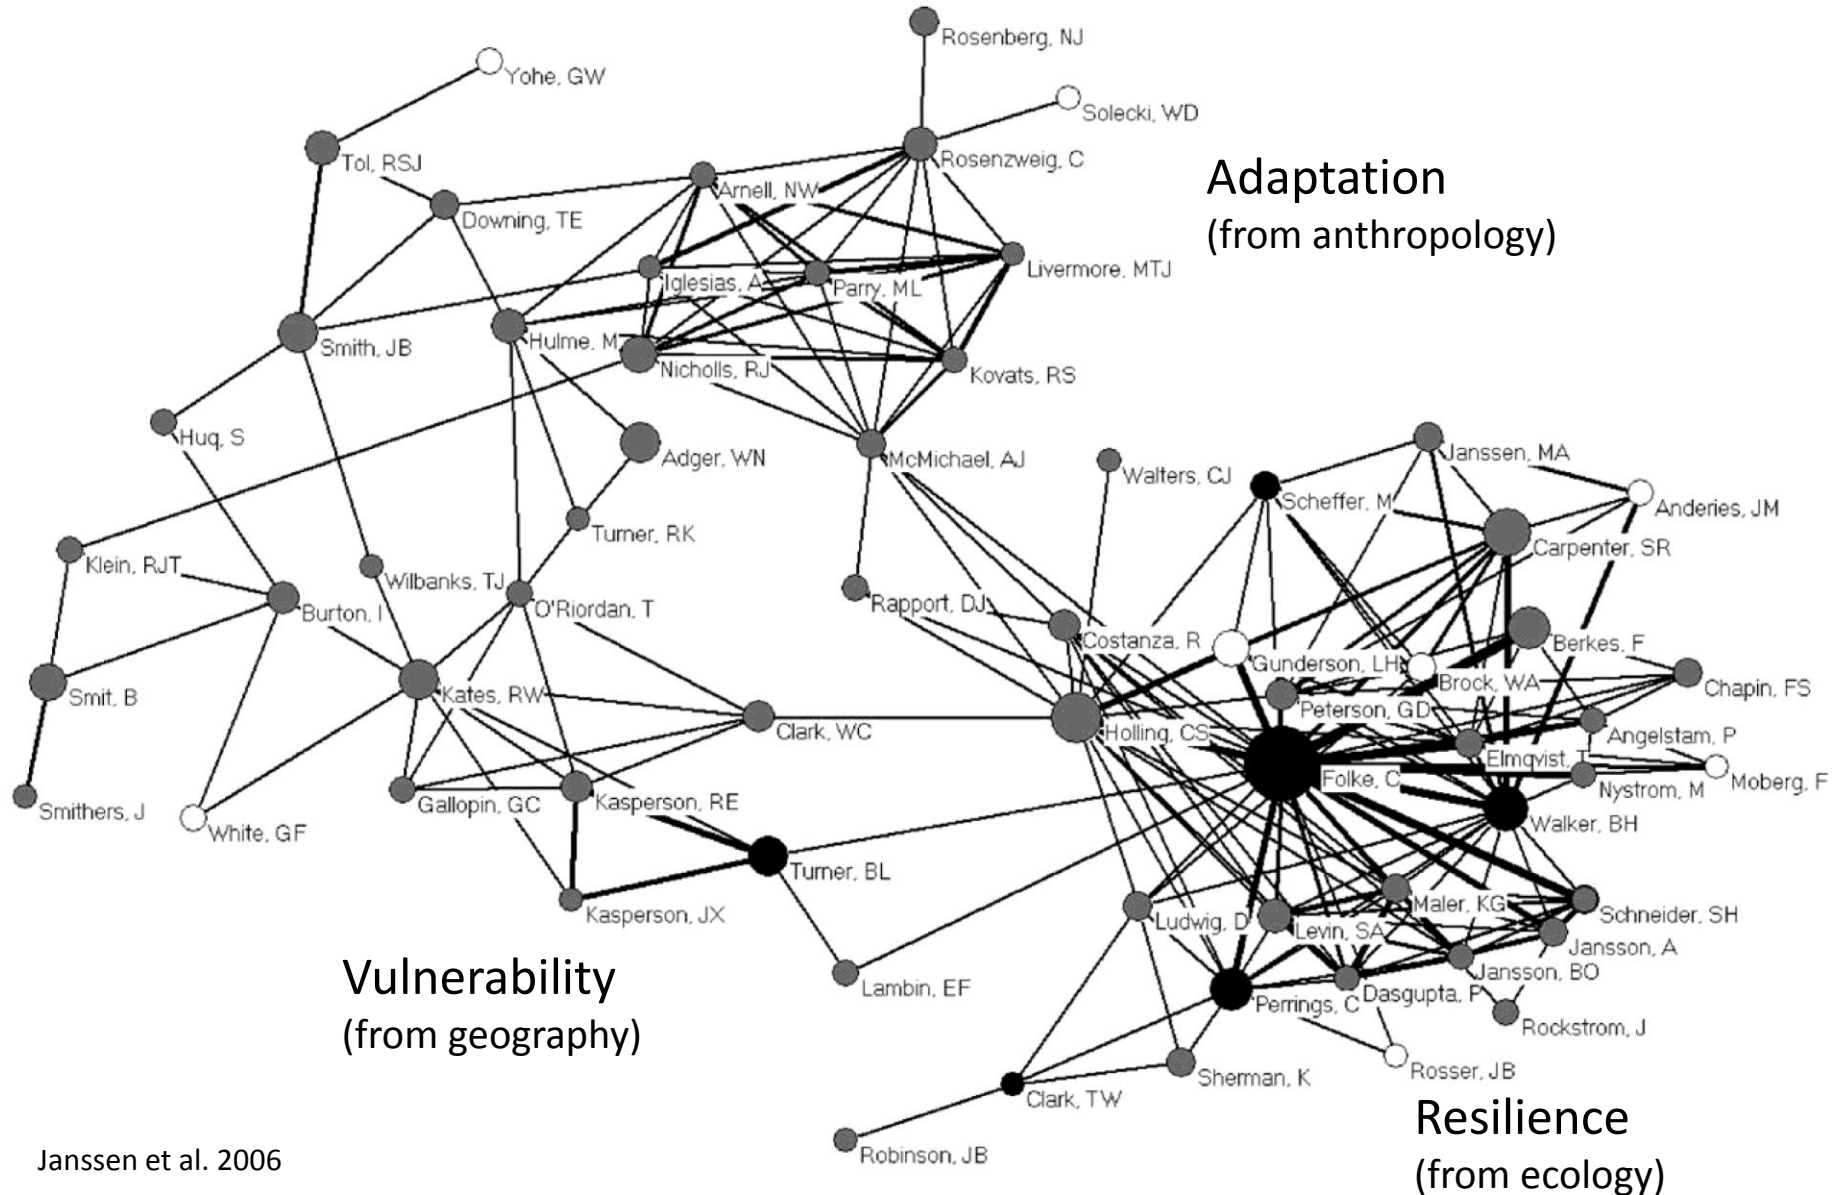 Rosenberg, NJ
Yohe, GW
Solecki, WD
Tol, RSJ
Rosenzweig, C
Adaptation
(from anthropology)
Arnell, NW
Downing, TE
Livermore, MTJ
Iglesias, A
Parry, ML
Smith, JB
Hulme, M
Nicholls, RJ
Kovats, RS
Huq, S
Adger, WN
McMichael, AJ
Walters, CJ
Janssen, MA
Scheffer, M
Anderies, JM
Turner, RK
Carpenter, SR
Klein, RJT
Wilbanks, TJ
O'Riordan, T
Burton, I
Rapport, DJ
Costanza, R
Berkes, F
Gunderson, LH
Brock, WA
Chapin, FS
Smit, B
Kates, RW
Peterson, GD
Clark, WC
Holling, CS
Angelstam, P
Elmqvist, T
Folke, C
Moberg, F
Nystrom, M
Smithers, J
Gallopin, GC
Kasperson, RE
White, GF
Walker, BH
Turner, BL
Kasperson, JX
Ludwig, D
Levin, SA
Maler, KG
Schneider, SH
Jansson, A
Jansson, BO
Vulnerability
(from geography)
Lambin, EF
Perrings, C
Dasgupta, P
Rockstrom, J
Rosser, JB
Sherman, K
Clark, TW
Resilience
(from ecology)
Robinson, JB
Janssen et al. 2006